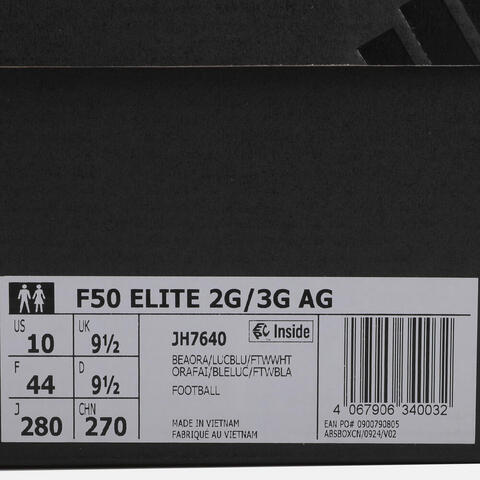 F50 ELITE 2G/3G AG
US 10 UK 9½
F 44 D 9½
J 280 CHN 270
JH7640
Inside
BEAORA/LUCBLU/FTWWHT
ORAFAI/BLELUC/FTWBLA
FOOTBALL
MADE IN VIETNAM
FABRIQUÉ AU VIETNAM
4 067906 340032
EAN PO# 0900790805
ABSBOXCN/0924/V02